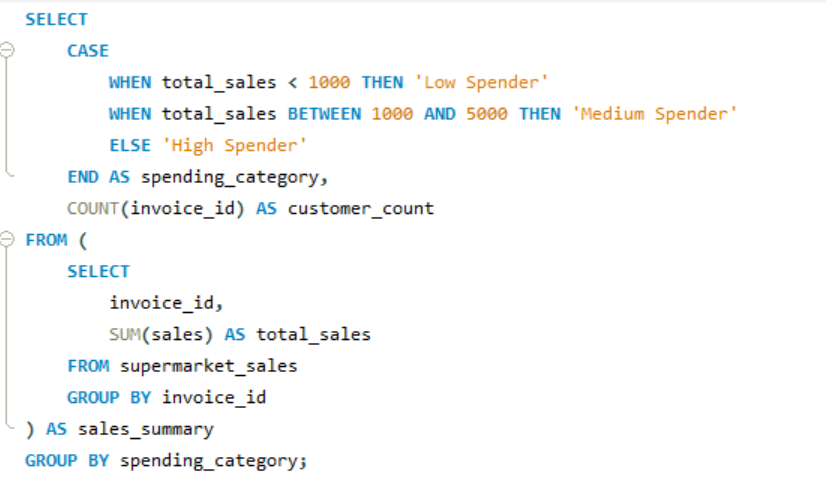 SELECT
CASE
WHEN total_sales < 1000 THEN 'Low Spender'
WHEN total_sales BETWEEN 1000 AND 5000 THEN 'Medium Spender'
ELSE 'High Spender'
END AS spending_category,
COUNT(invoice_id) AS customer_count
FROM (
SELECT
invoice_id,
SUM(sales) AS total_sales
FROM supermarket_sales
GROUP BY invoice_id
) AS sales_summary
GROUP BY spending_category;